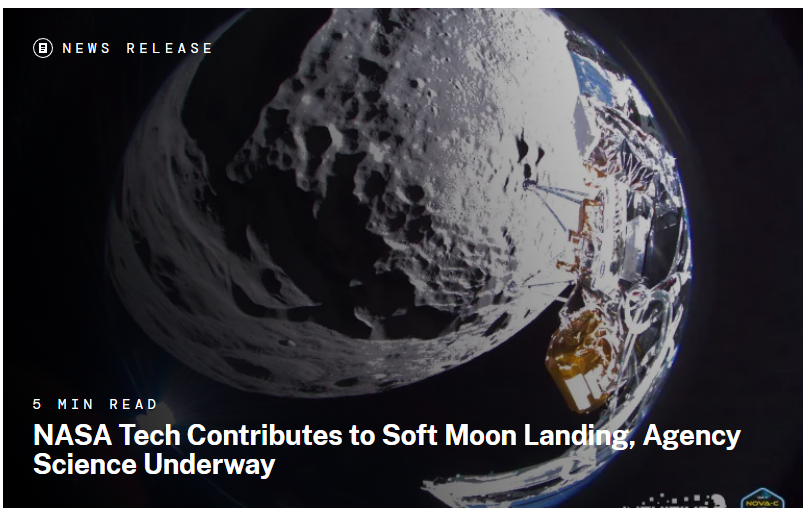 NEWS RELEASE
5 MIN READ
NASA Tech Contributes to Soft Moon Landing, Agency
Science Underway
NOVA-C